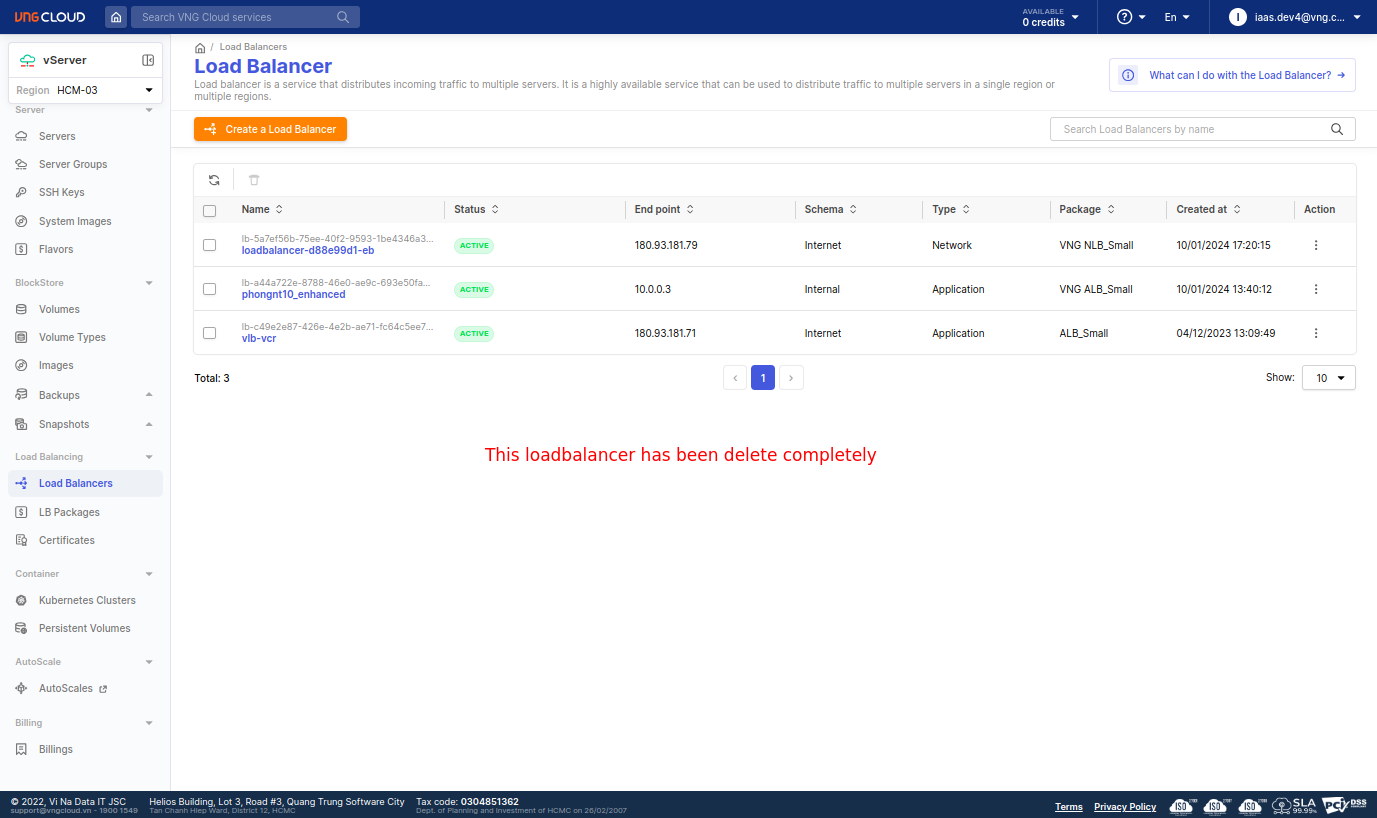 VNG CLOUD
Search VNG Cloud services
AVAILABLE
0 credits
En
I
iaas.dev4@vng.c...
vServer
Region HCM-03
Server
Servers
Server Groups
SSH Keys
System Images
Flavors
BlockStore
Volumes
Volume Types
Images
Backups
Snapshots
Load Balancing
Load Balancers
LB Packages
Certificates
Container
Kubernetes Clusters
Persistent Volumes
AutoScale
AutoScales
Billing
Billings
/ Load Balancers
Load Balancer
Load balancer is a service that distributes incoming traffic to multiple servers. It is a highly available service that can be used to distribute traffic to multiple servers in a single region or
multiple regions.
What can I do with the Load Balancer?
Create a Load Balancer
Search Load Balancers by name
Name Status End point Schema Type Package Created at Action
lb-5a7ef56b-75ee-40f2-9593-1be4346a3...
loadbalancer-d88e99d1-eb ACTIVE 180.93.181.79 Internet Network VNG NLB_Small 10/01/2024 17:20:15
lb-a44a722e-8788-46e0-ae9c-693e50fa...
phongnt10_enhanced ACTIVE 10.0.0.3 Internal Application VNG ALB_Small 10/01/2024 13:40:12
lb-c49e2e87-426e-4e2b-ae71-fc64c5ee7...
vlb-vcr ACTIVE 180.93.181.71 Internet Application ALB_Small 04/12/2023 13:09:49
Total: 3
1
Show: 10
This loadbalancer has been delete completely
© 2022, Vi Na Data IT JSC
support@vngcloud.vn - 1900 1549
Helios Building, Lot 3, Road #3, Quang Trung Software City
Tan Chanh Hiep Ward, District 12, HCMC
Tax code: 0304851362
Dept. of Planning and Investment of HCMC on 26/02/2007
Terms
Privacy Policy
ISO
ISO
ISO
SLA
99.99%
PCI DSS